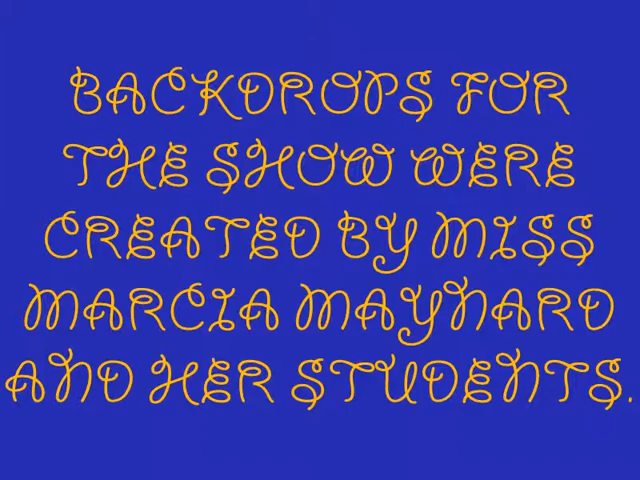 BACKDROPS FOR
THE SHOW WERE
CREATED BY MISS
MARCIA MAYNARD
AND HER STUDENTS.